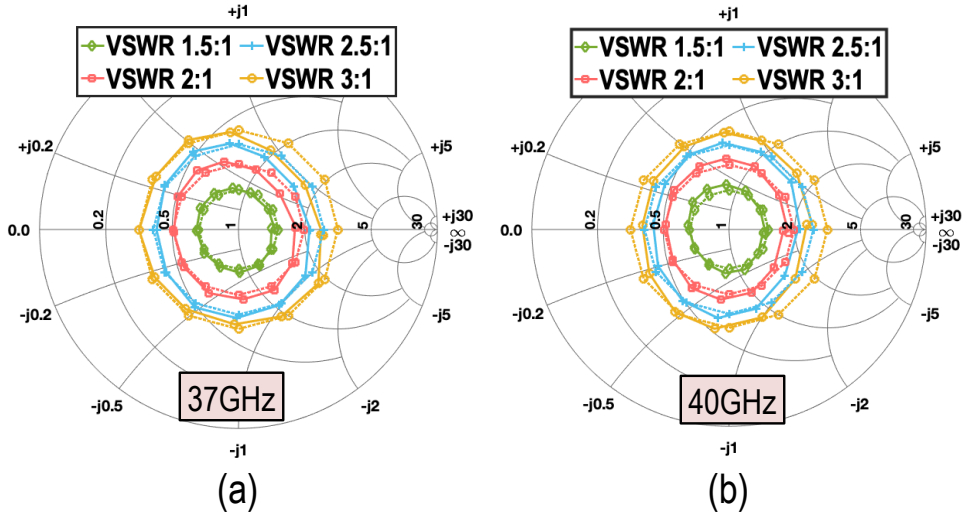 +j1
VSWR 1.5:1 VSWR 2.5:1
VSWR 2:1 VSWR 3:1
+j0.2
+j5
0.0
0.2
0.5
1
2
5
30
+j30
∞
-j30
-j0.2
-j5
-j0.5
37GHz
-j2
-j1
(a)
+j1
VSWR 1.5:1 VSWR 2.5:1
VSWR 2:1 VSWR 3:1
+j0.2
+j5
0.0
0.2
0.5
1
2
5
30
+j30
∞
-j30
-j0.2
-j5
-j0.5
40GHz
-j2
-j1
(b)